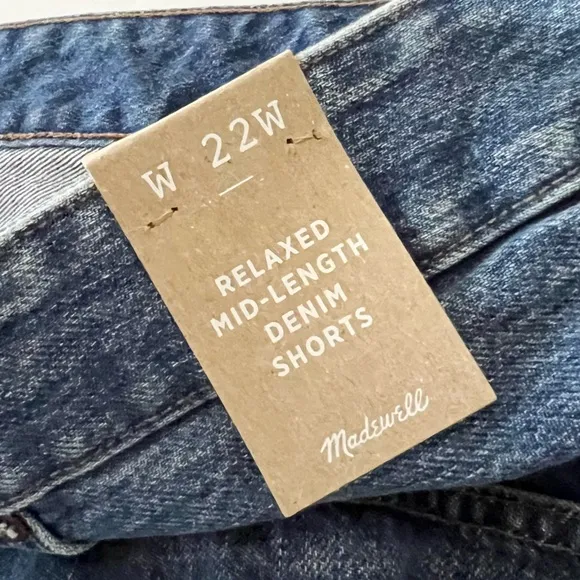 W 22W
RELAXED
MID-LENGTH
DENIM
SHORTS
Madewell